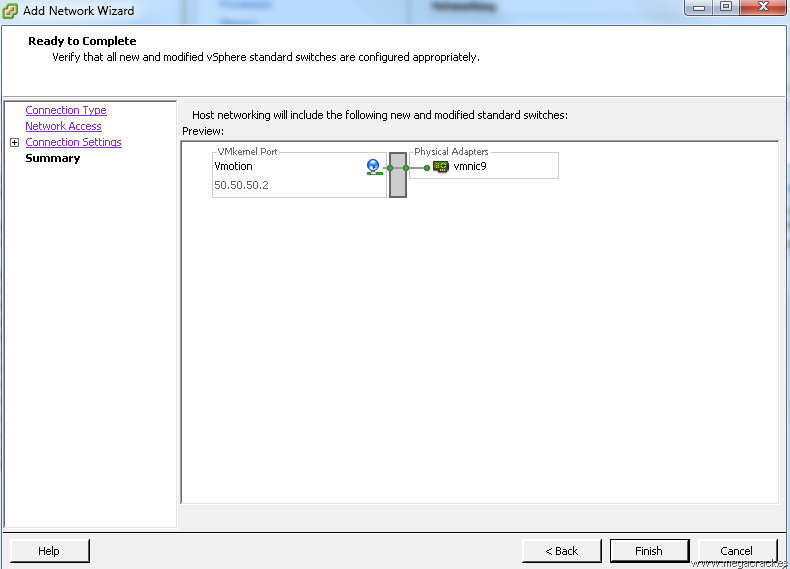 Add Network Wizard
Ready to Complete
Verify that all new and modified vSphere standard switches are configured appropriately.
Connection Type
Network Access
Connection Settings
Summary
Host networking will include the following new and modified standard switches:
Preview:
VMkernel Port
Vmotion
50.50.50.2
Physical Adapters
vmnic9
Help
< Back
Finish
Cancel
www.megacrack.es